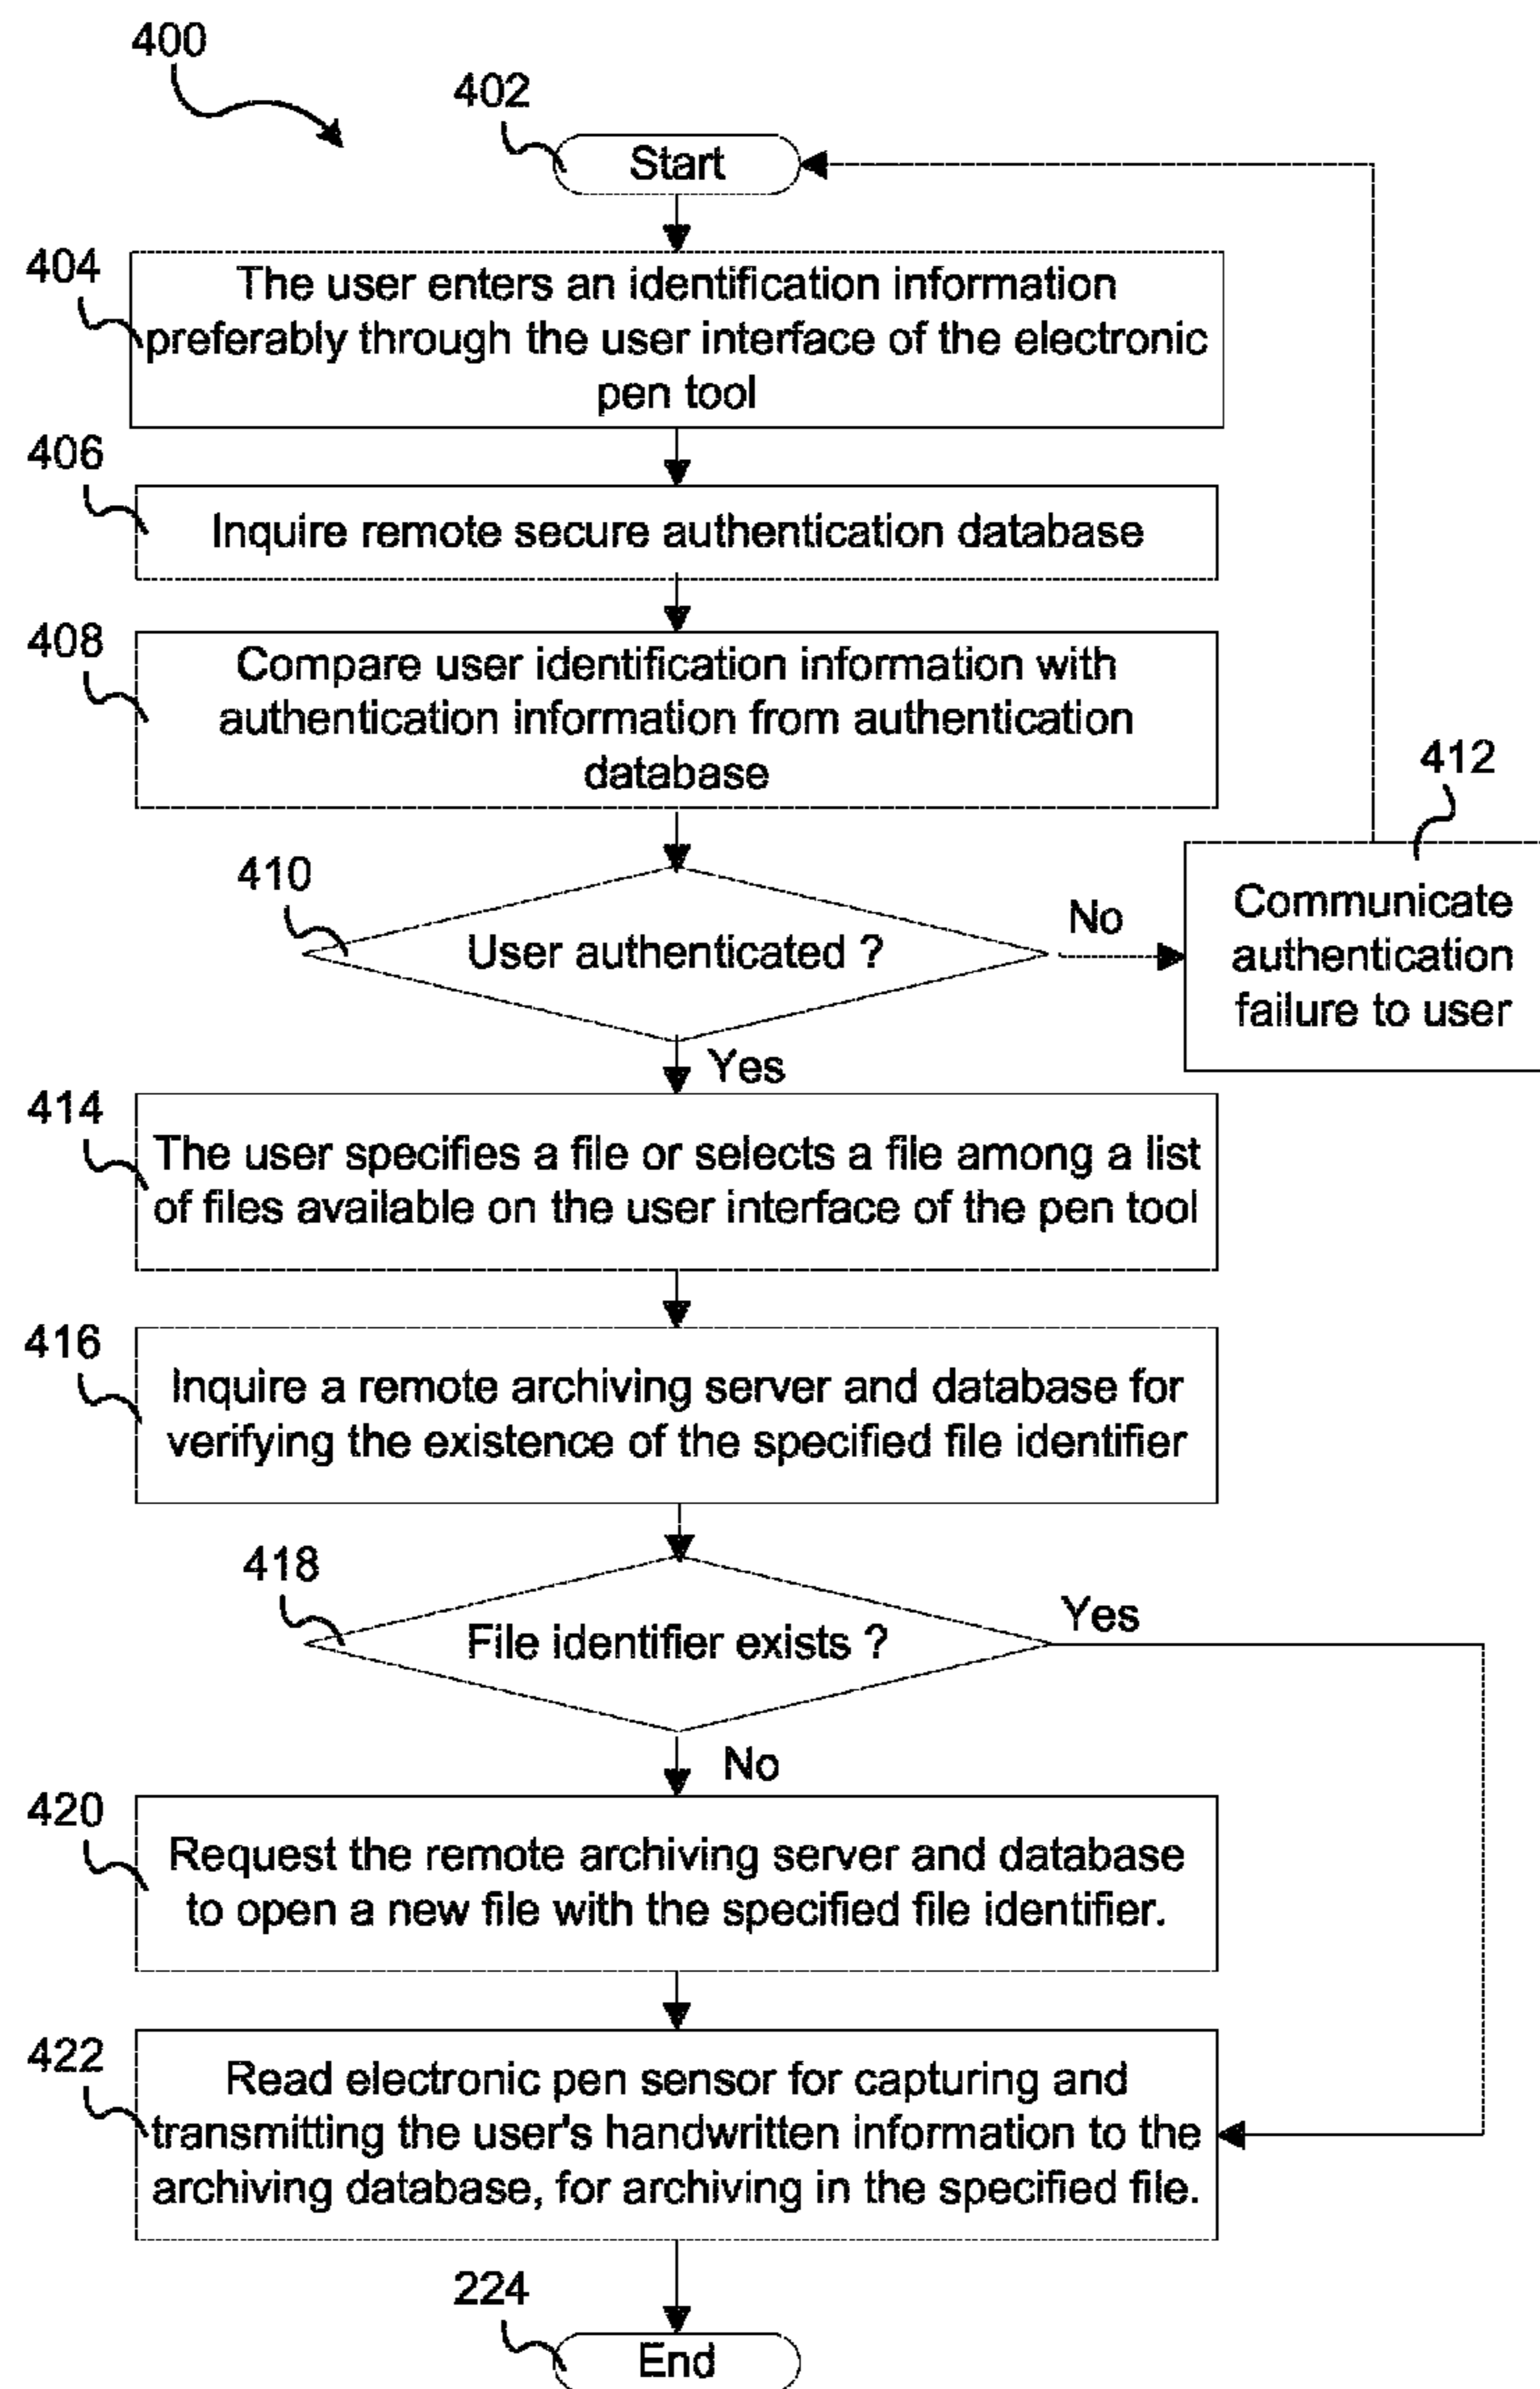 400
402
Start
404
The user enters an identification information
preferably through the user interface of the electronic
pen tool
406
Inquire remote secure authentication database
408
Compare user identification information with
authentication information from authentication
database
412
410
User authenticated ?
No
Communicate
authentication
failure to user
Yes
414
The user specifies a file or selects a file among a list
of files available on the user interface of the pen tool
416
Inquire a remote archiving server and database for
verifying the existence of the specified file identifier
418
File identifier exists ?
Yes
No
420
Request the remote archiving server and database
to open a new file with the specified file identifier.
422
Read electronic pen sensor for capturing and
transmitting the user's handwritten information to the
archiving database, for archiving in the specified file.
224
End